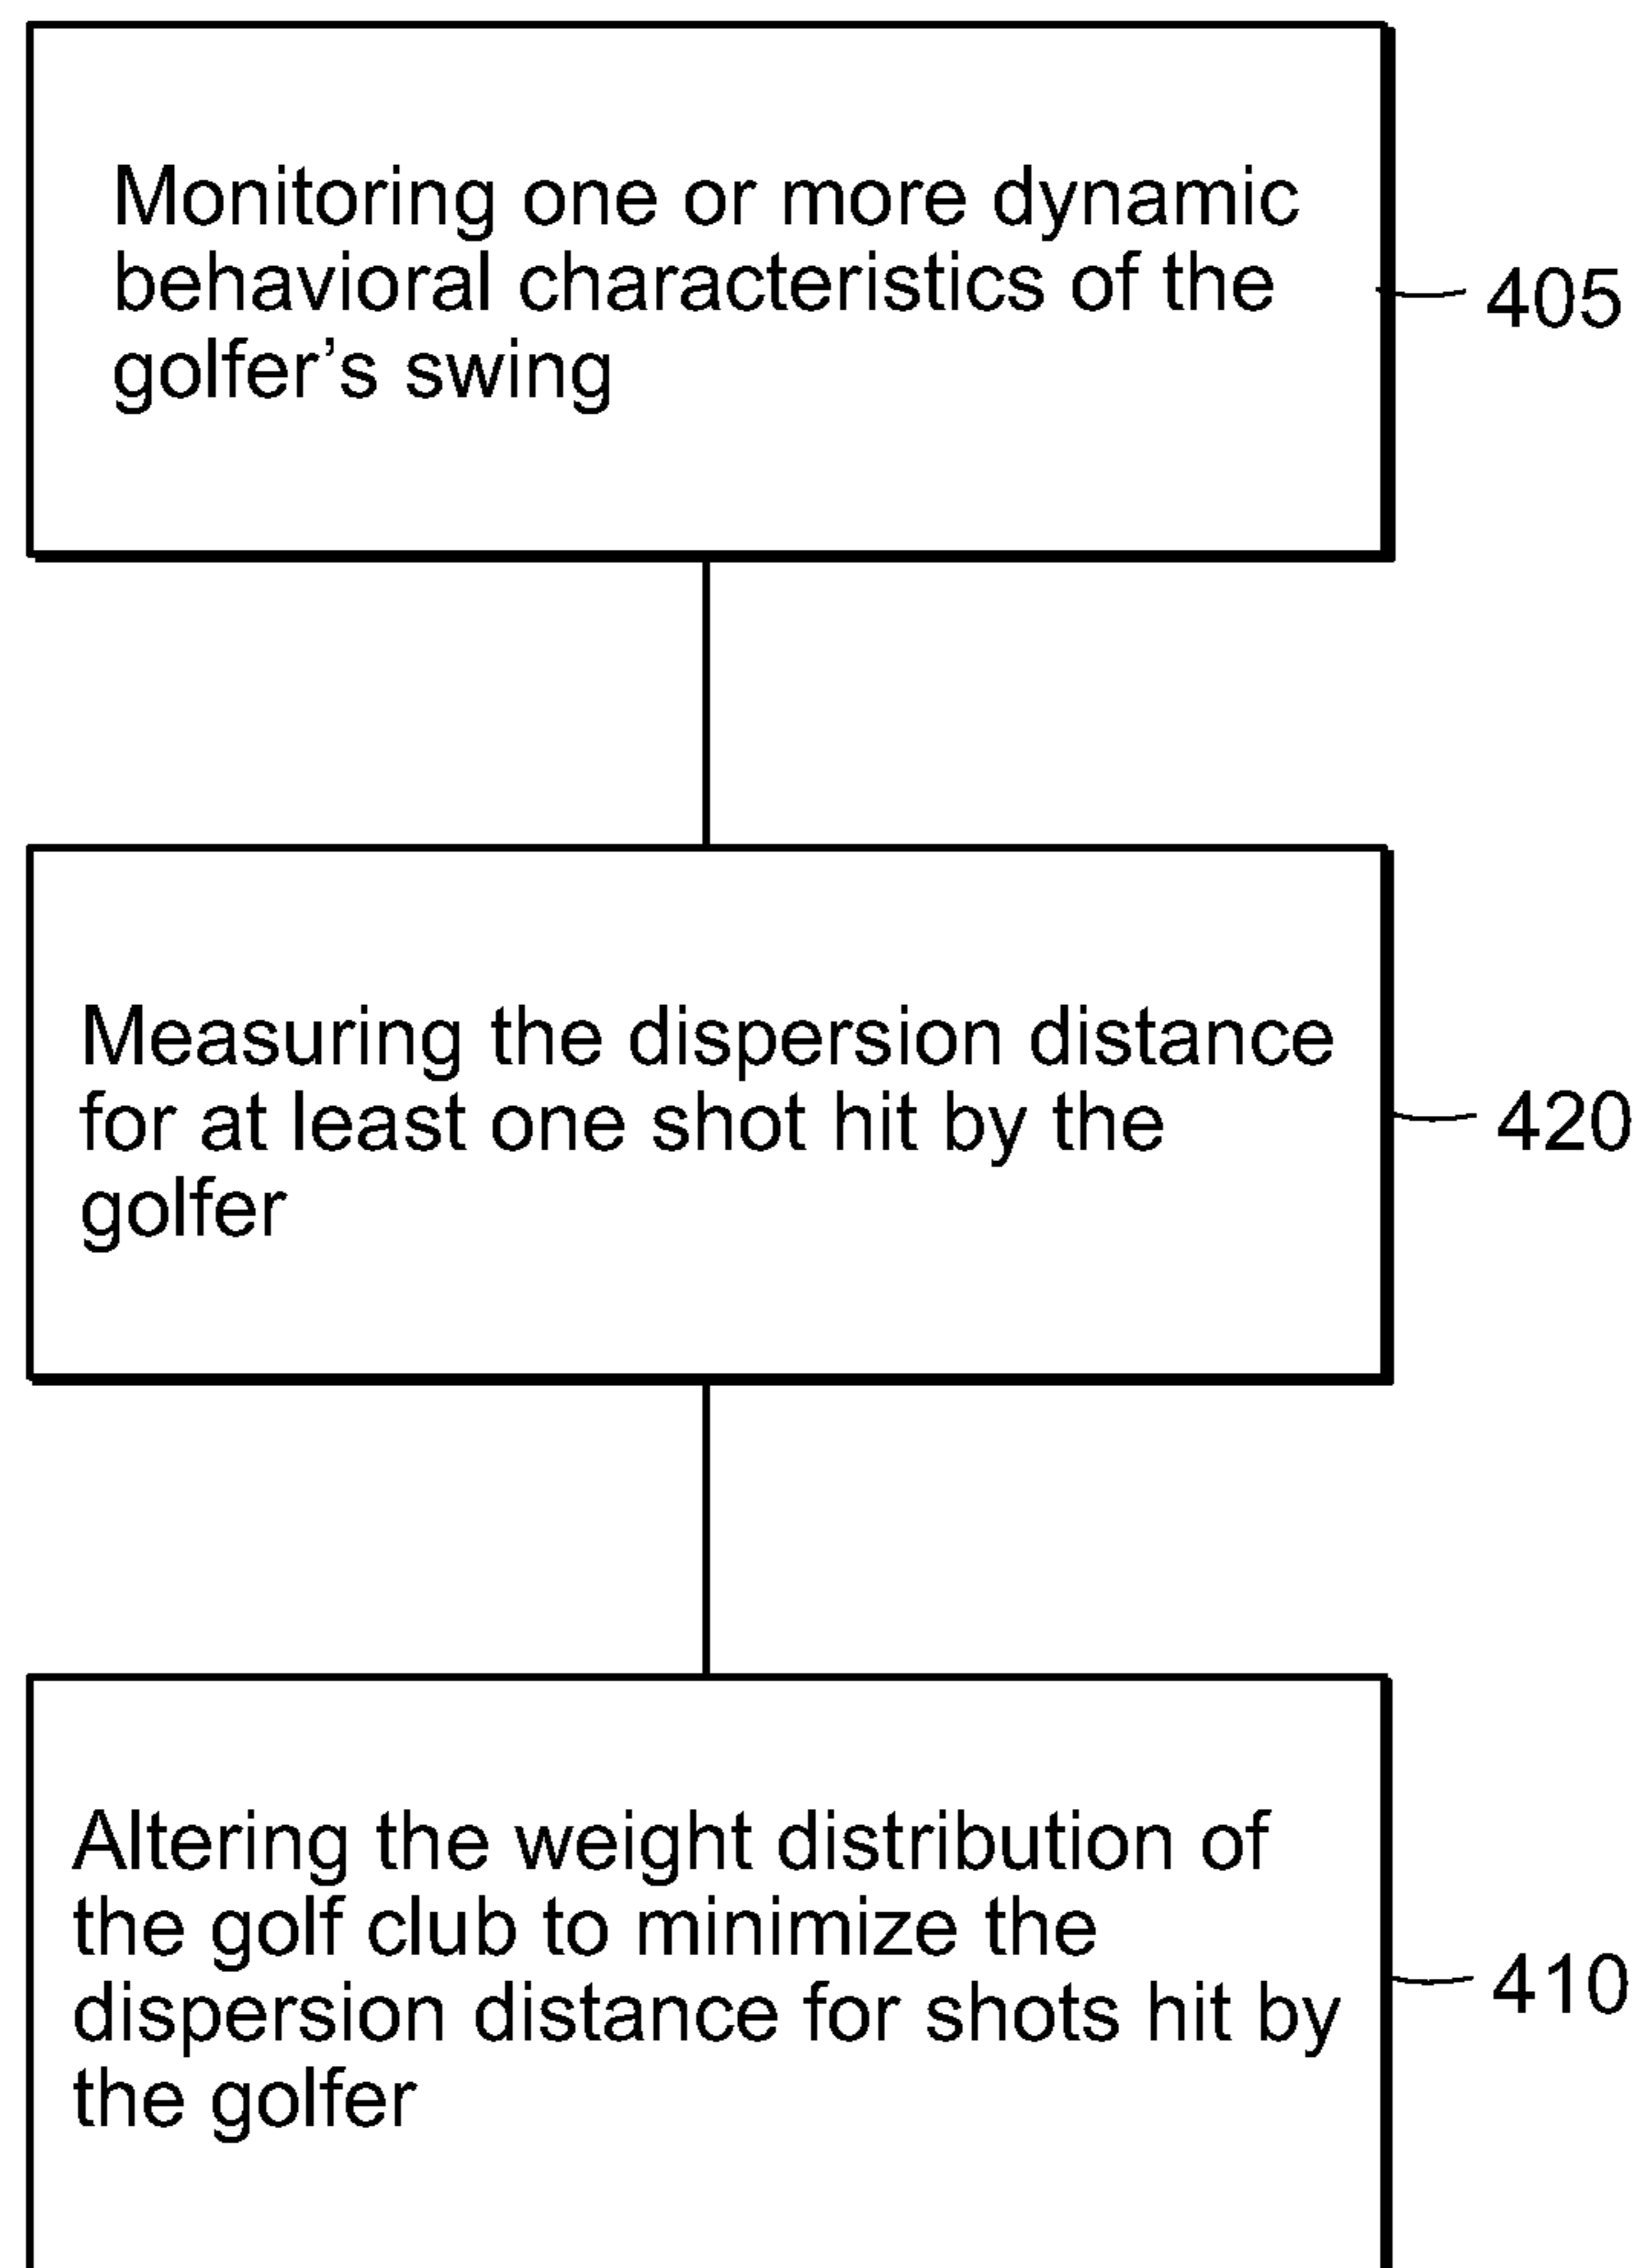 Monitoring one or more dynamic
behavioral characteristics of the
golfer's swing
405
Measuring the dispersion distance
for at least one shot hit by the
golfer
420
Altering the weight distribution of
the golf club to minimize the
dispersion distance for shots hit by
the golfer
410